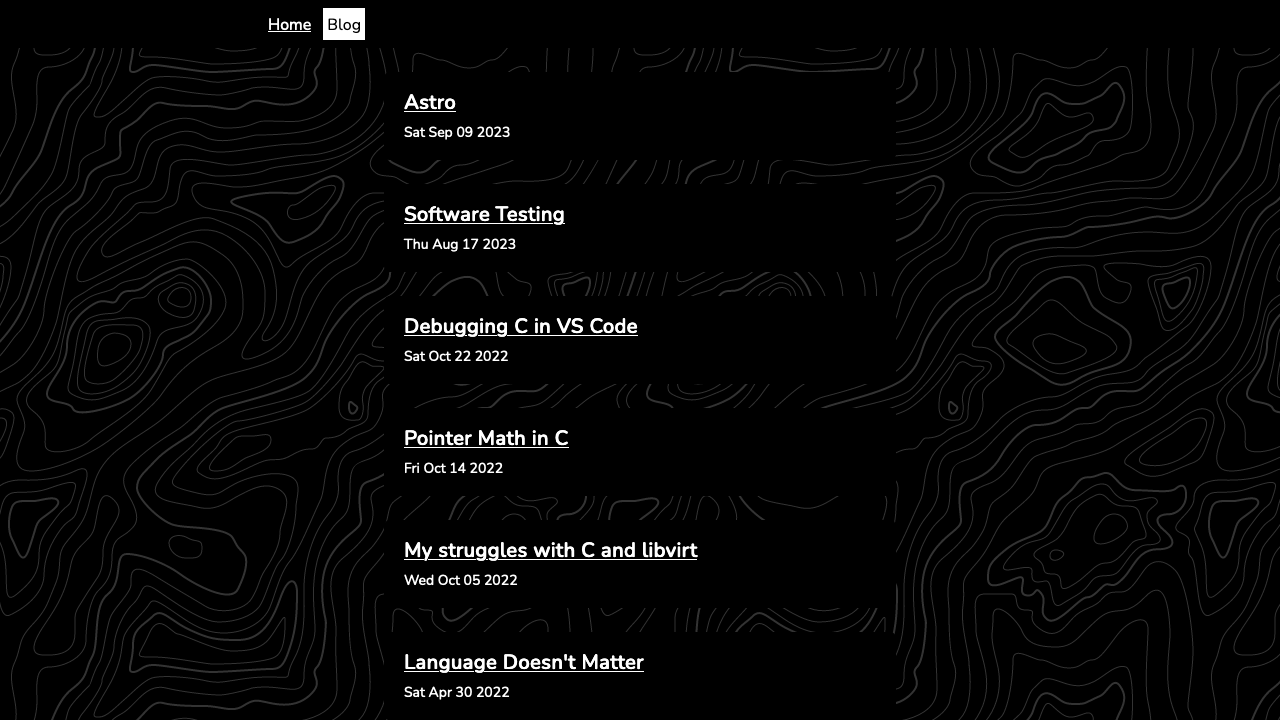 Home Blog
Astro
Sat Sep 09 2023
Software Testing
Thu Aug 17 2023
Debugging C in VS Code
Sat Oct 22 2022
Pointer Math in C
Fri Oct 14 2022
My struggles with C and libvirt
Wed Oct 05 2022
Language Doesn't Matter
Sat Apr 30 2022